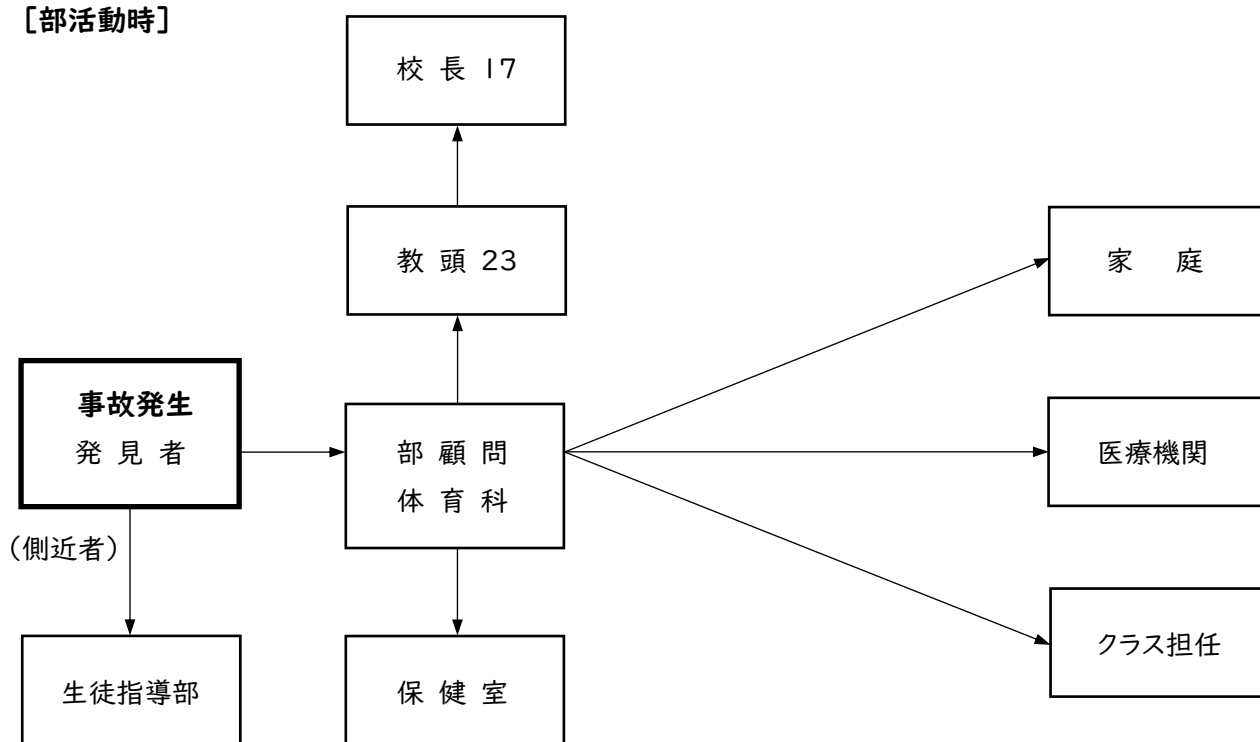 [部活動時]
校 長 17
教 頭 23
家 庭
事故発生
発 見 者
部 顧 問
体 育 科
医療機関
(側近者)
クラス担任
生徒指導部
保 健 室